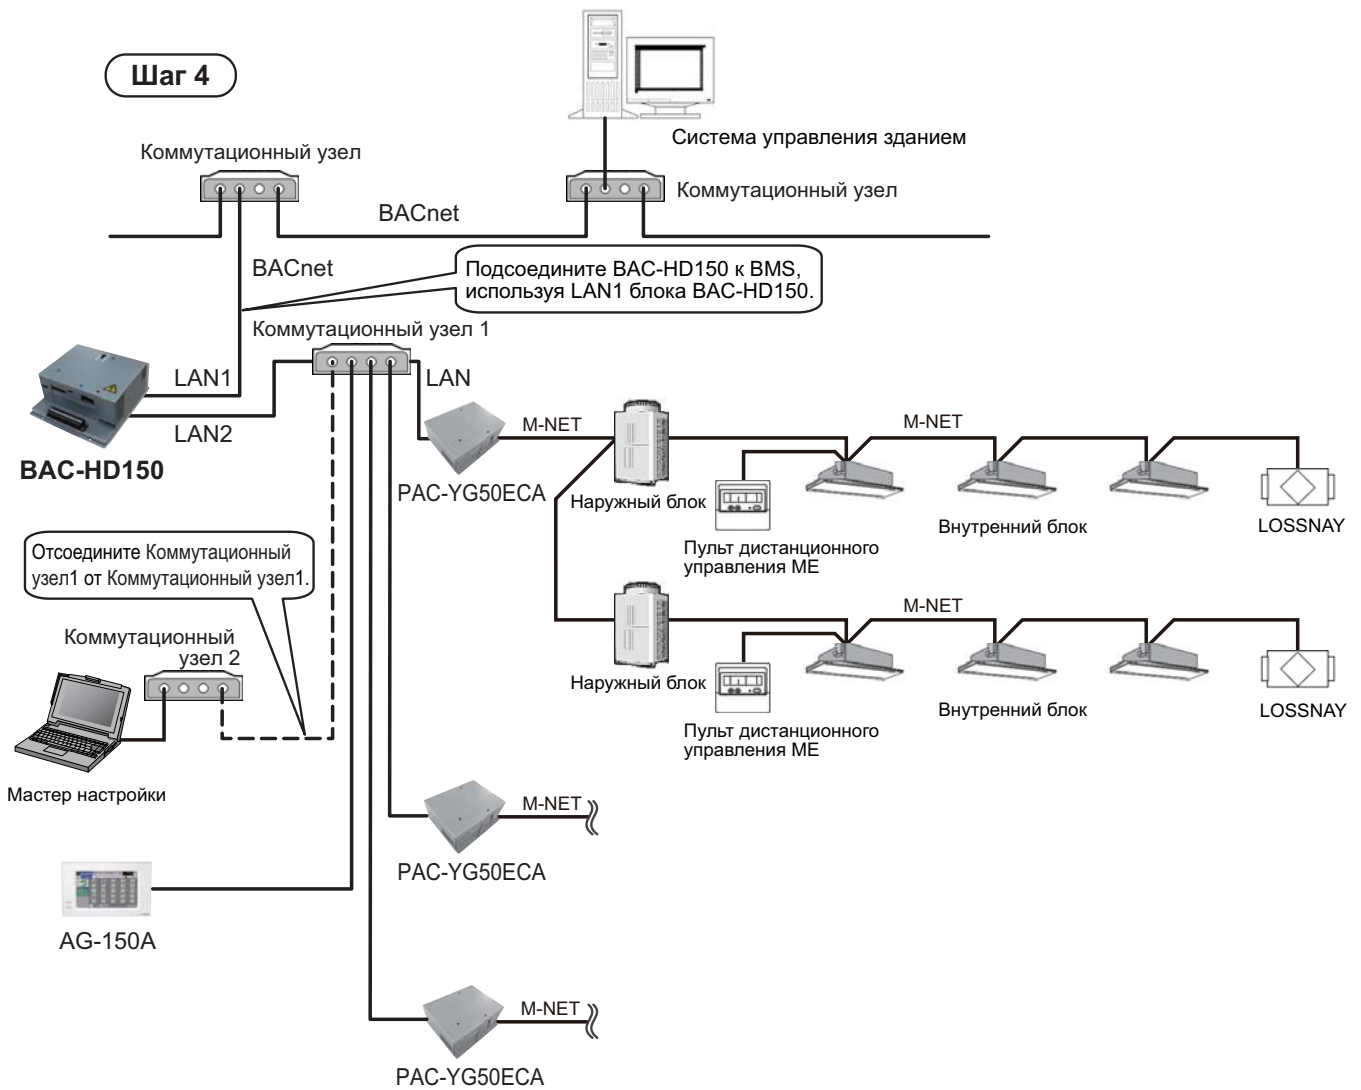 Шаг 4
Система управления зданием
Коммутационный узел
Коммутационный узел
BACnet
BACnet
Подсоедините BAC-HD150 к BMS,
используя LAN1 блока BAC-HD150.
Коммутационный узел 1
LAN1
LAN
LAN2
BAC-HD150
PAC-YG50ECA
M-NET
M-NET
Наружный блок
Пульт дистанционного
управления ME
Внутренний блок
LOSSNAY
Отсоедините Коммутационный
узел1 от Коммутационный узел1.
M-NET
Коммутационный
узел 2
Наружный блок
Пульт дистанционного
управления ME
Внутренний блок
LOSSNAY
Мастер настройки
M-NET
PAC-YG50ECA
AG-150A
M-NET
PAC-YG50ECA